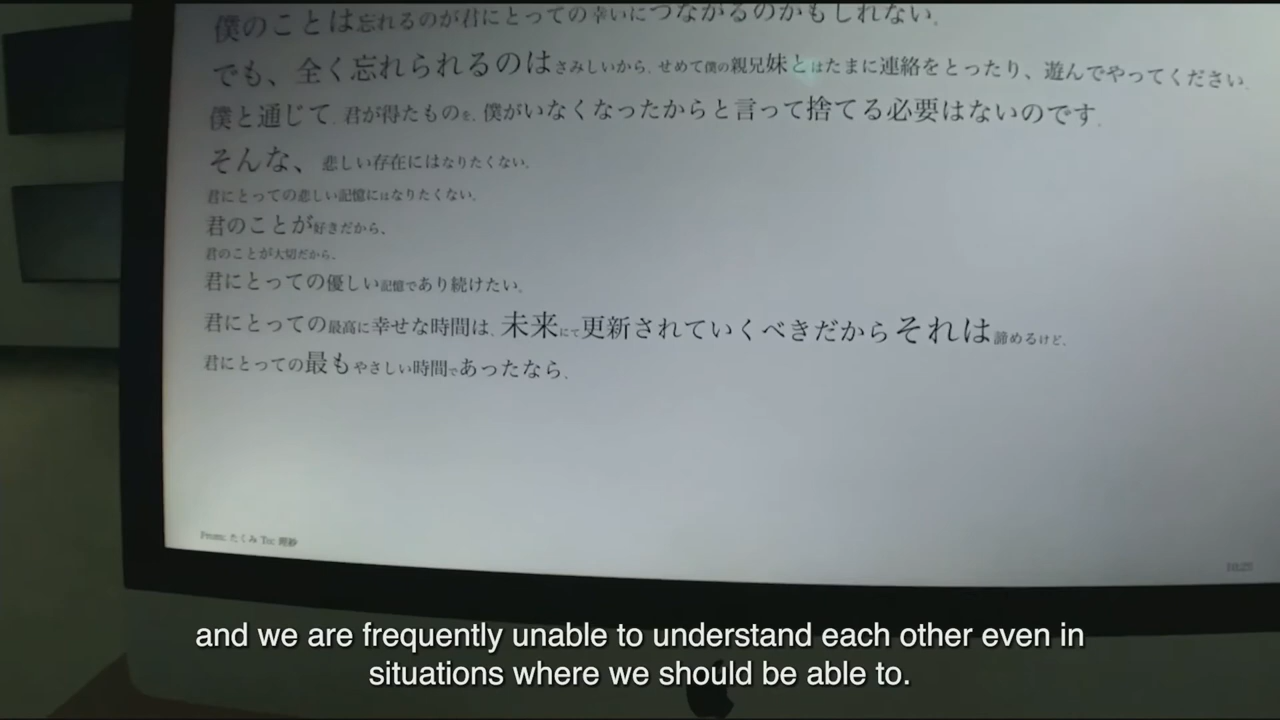 僕のことは忘れるのが君にとっての幸いにつながるのかもしれない。
でも、全く忘れられるのはさみしいから、せめて僕の親兄妹とはたまに連絡をとったり、遊んでやってください。
僕と通じて、君が得たものを、僕がいなくなったからと言って捨てる必要はないのです。
そんな、悲しい存在にはなりたくない。
君にとっての悲しい記憶にはなりたくない。
君のことが好きだから、
君のことが大切だから、
君にとっての優しい記憶であり続けたい。
君にとっての最高に幸せな時間は、未来にて更新されていくべきだからそれは諦めるけど、
君にとっての最もやさしい時間であったなら、
From: たくみ To:
and we are frequently unable to understand each other even in
situations where we should be able to.